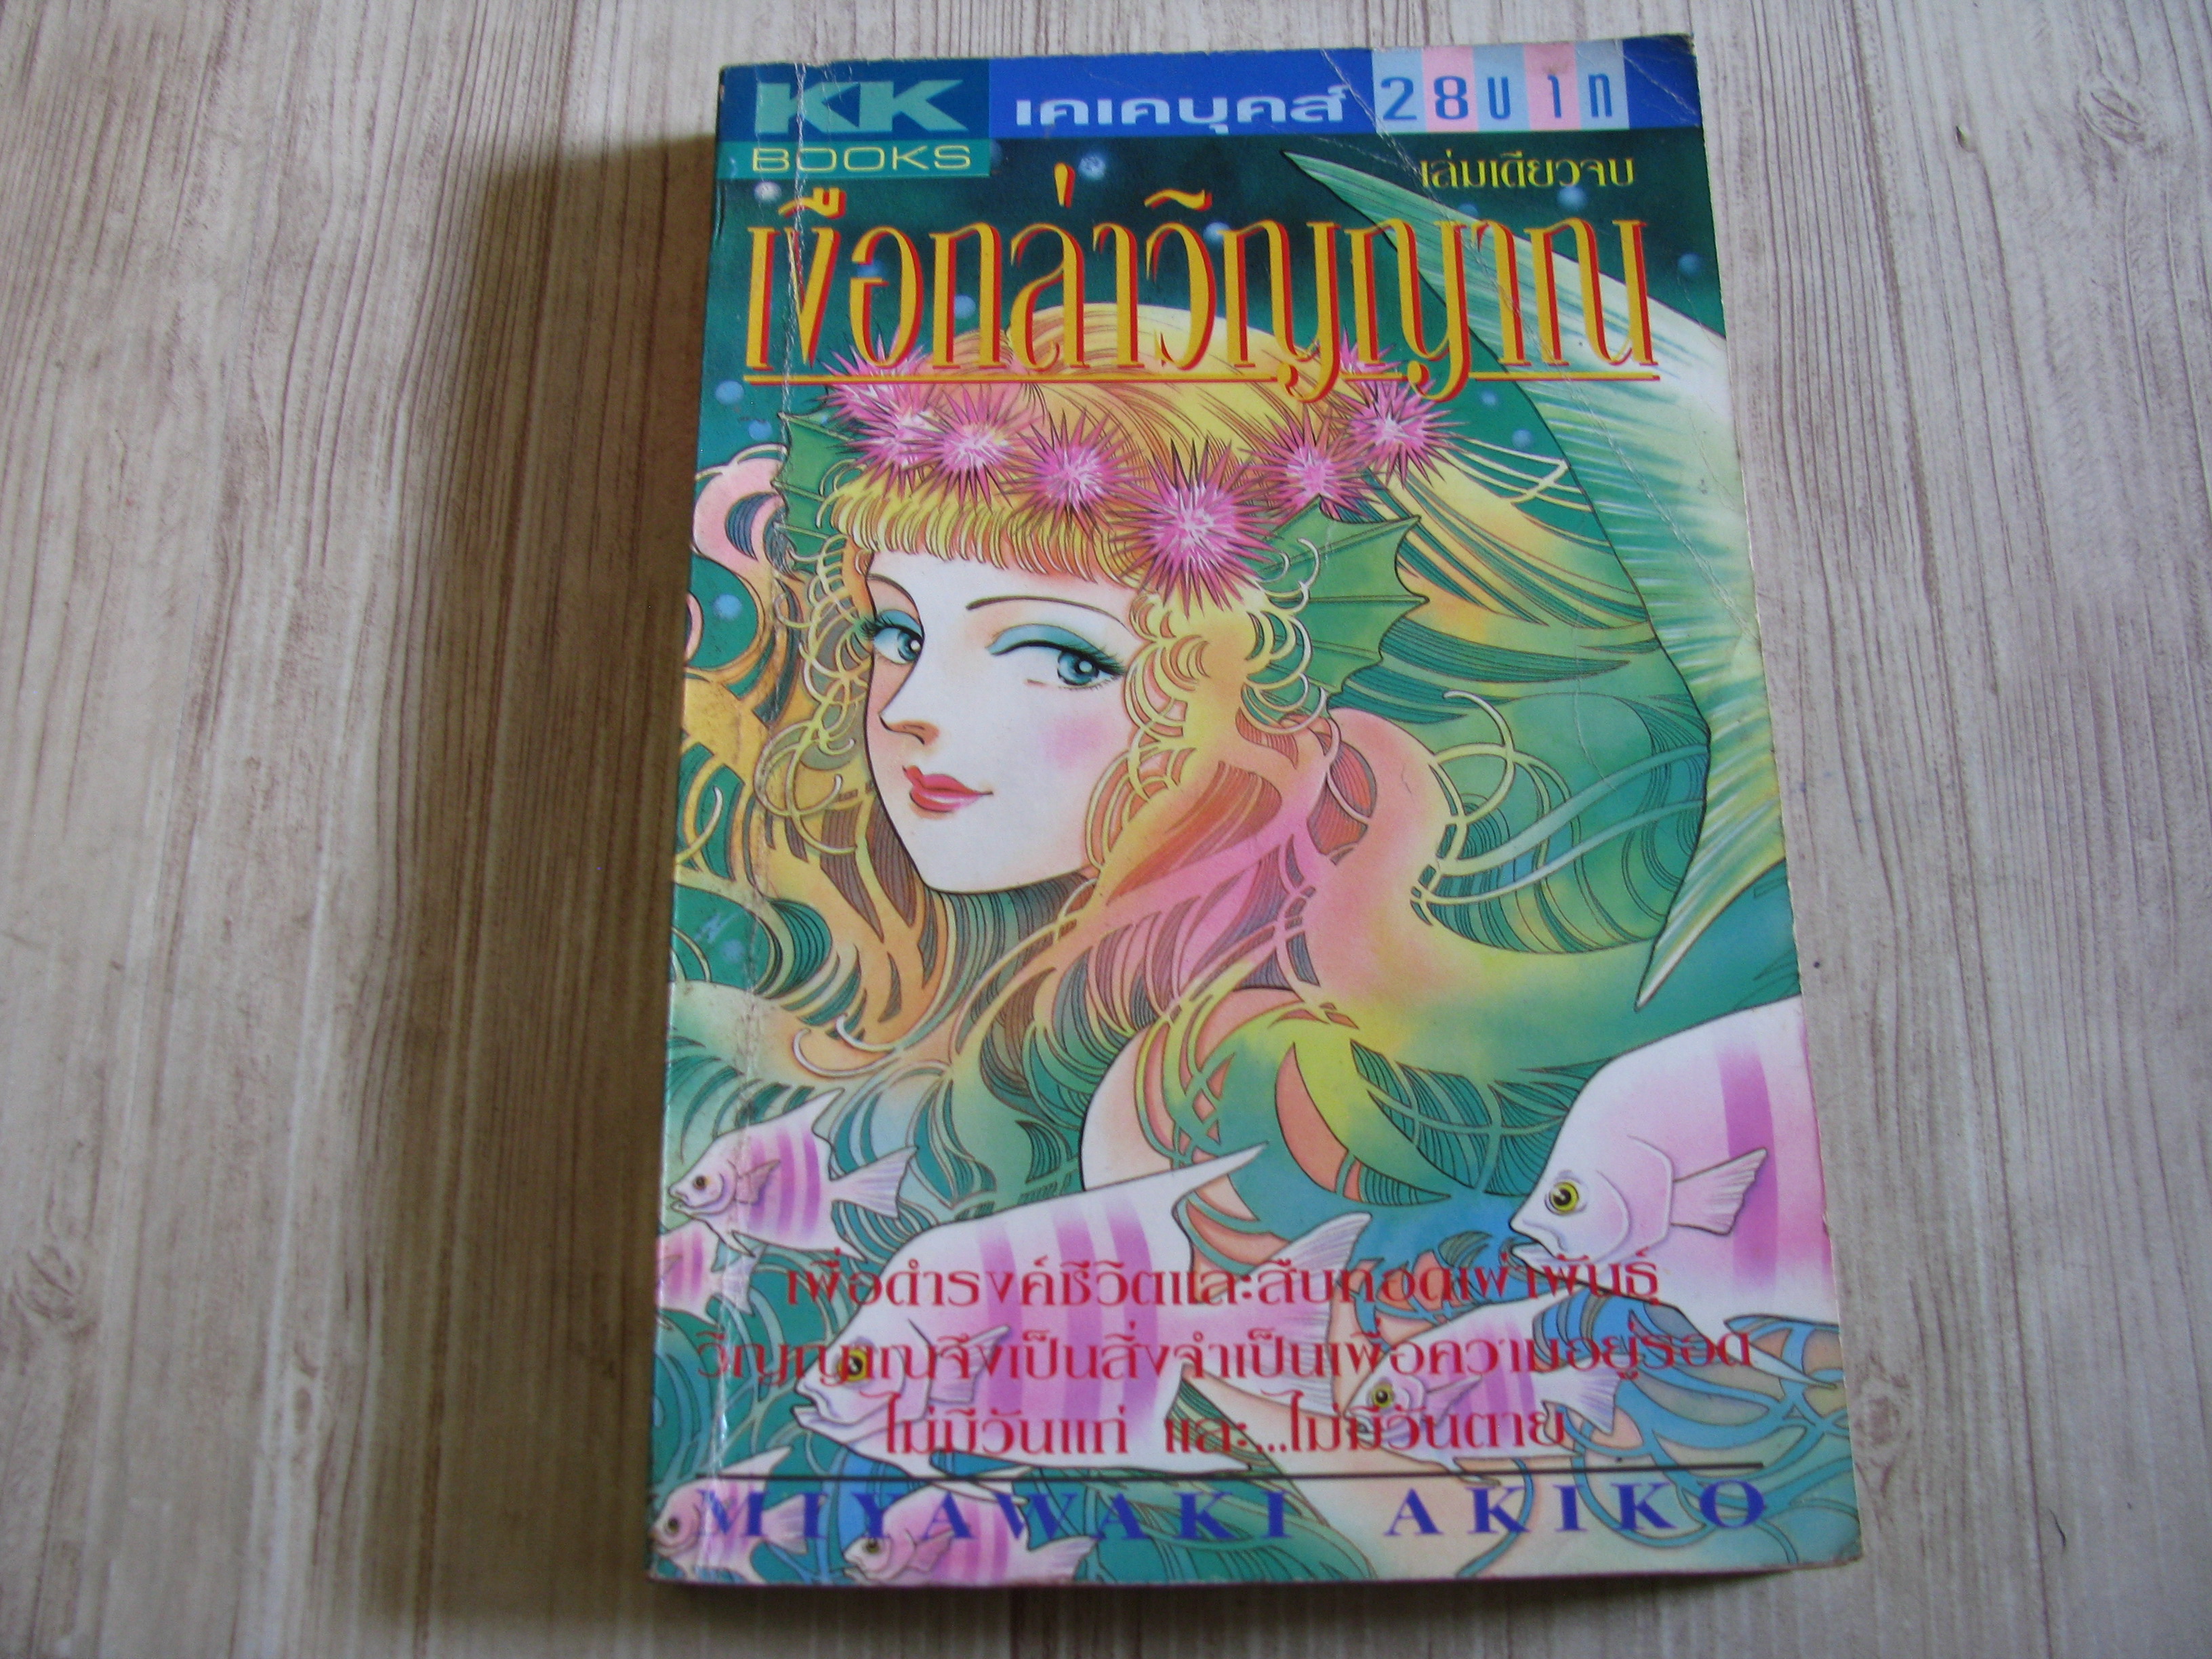 KK
BOOKS
เคเคบุคส์
28บาท
เล่มเดียวจบ
เงือกล่าวิญญาณ
เพื่อดำรงค์ชีวิตและสืบทอดเผ่าพันธุ์
วิญญาณจึงเป็นสิ่งจำเป็นเพื่อความอยู่รอด
ไม่มีวันแก่ และ...ไม่มีวันตาย
MIYAWAKI AKIKO